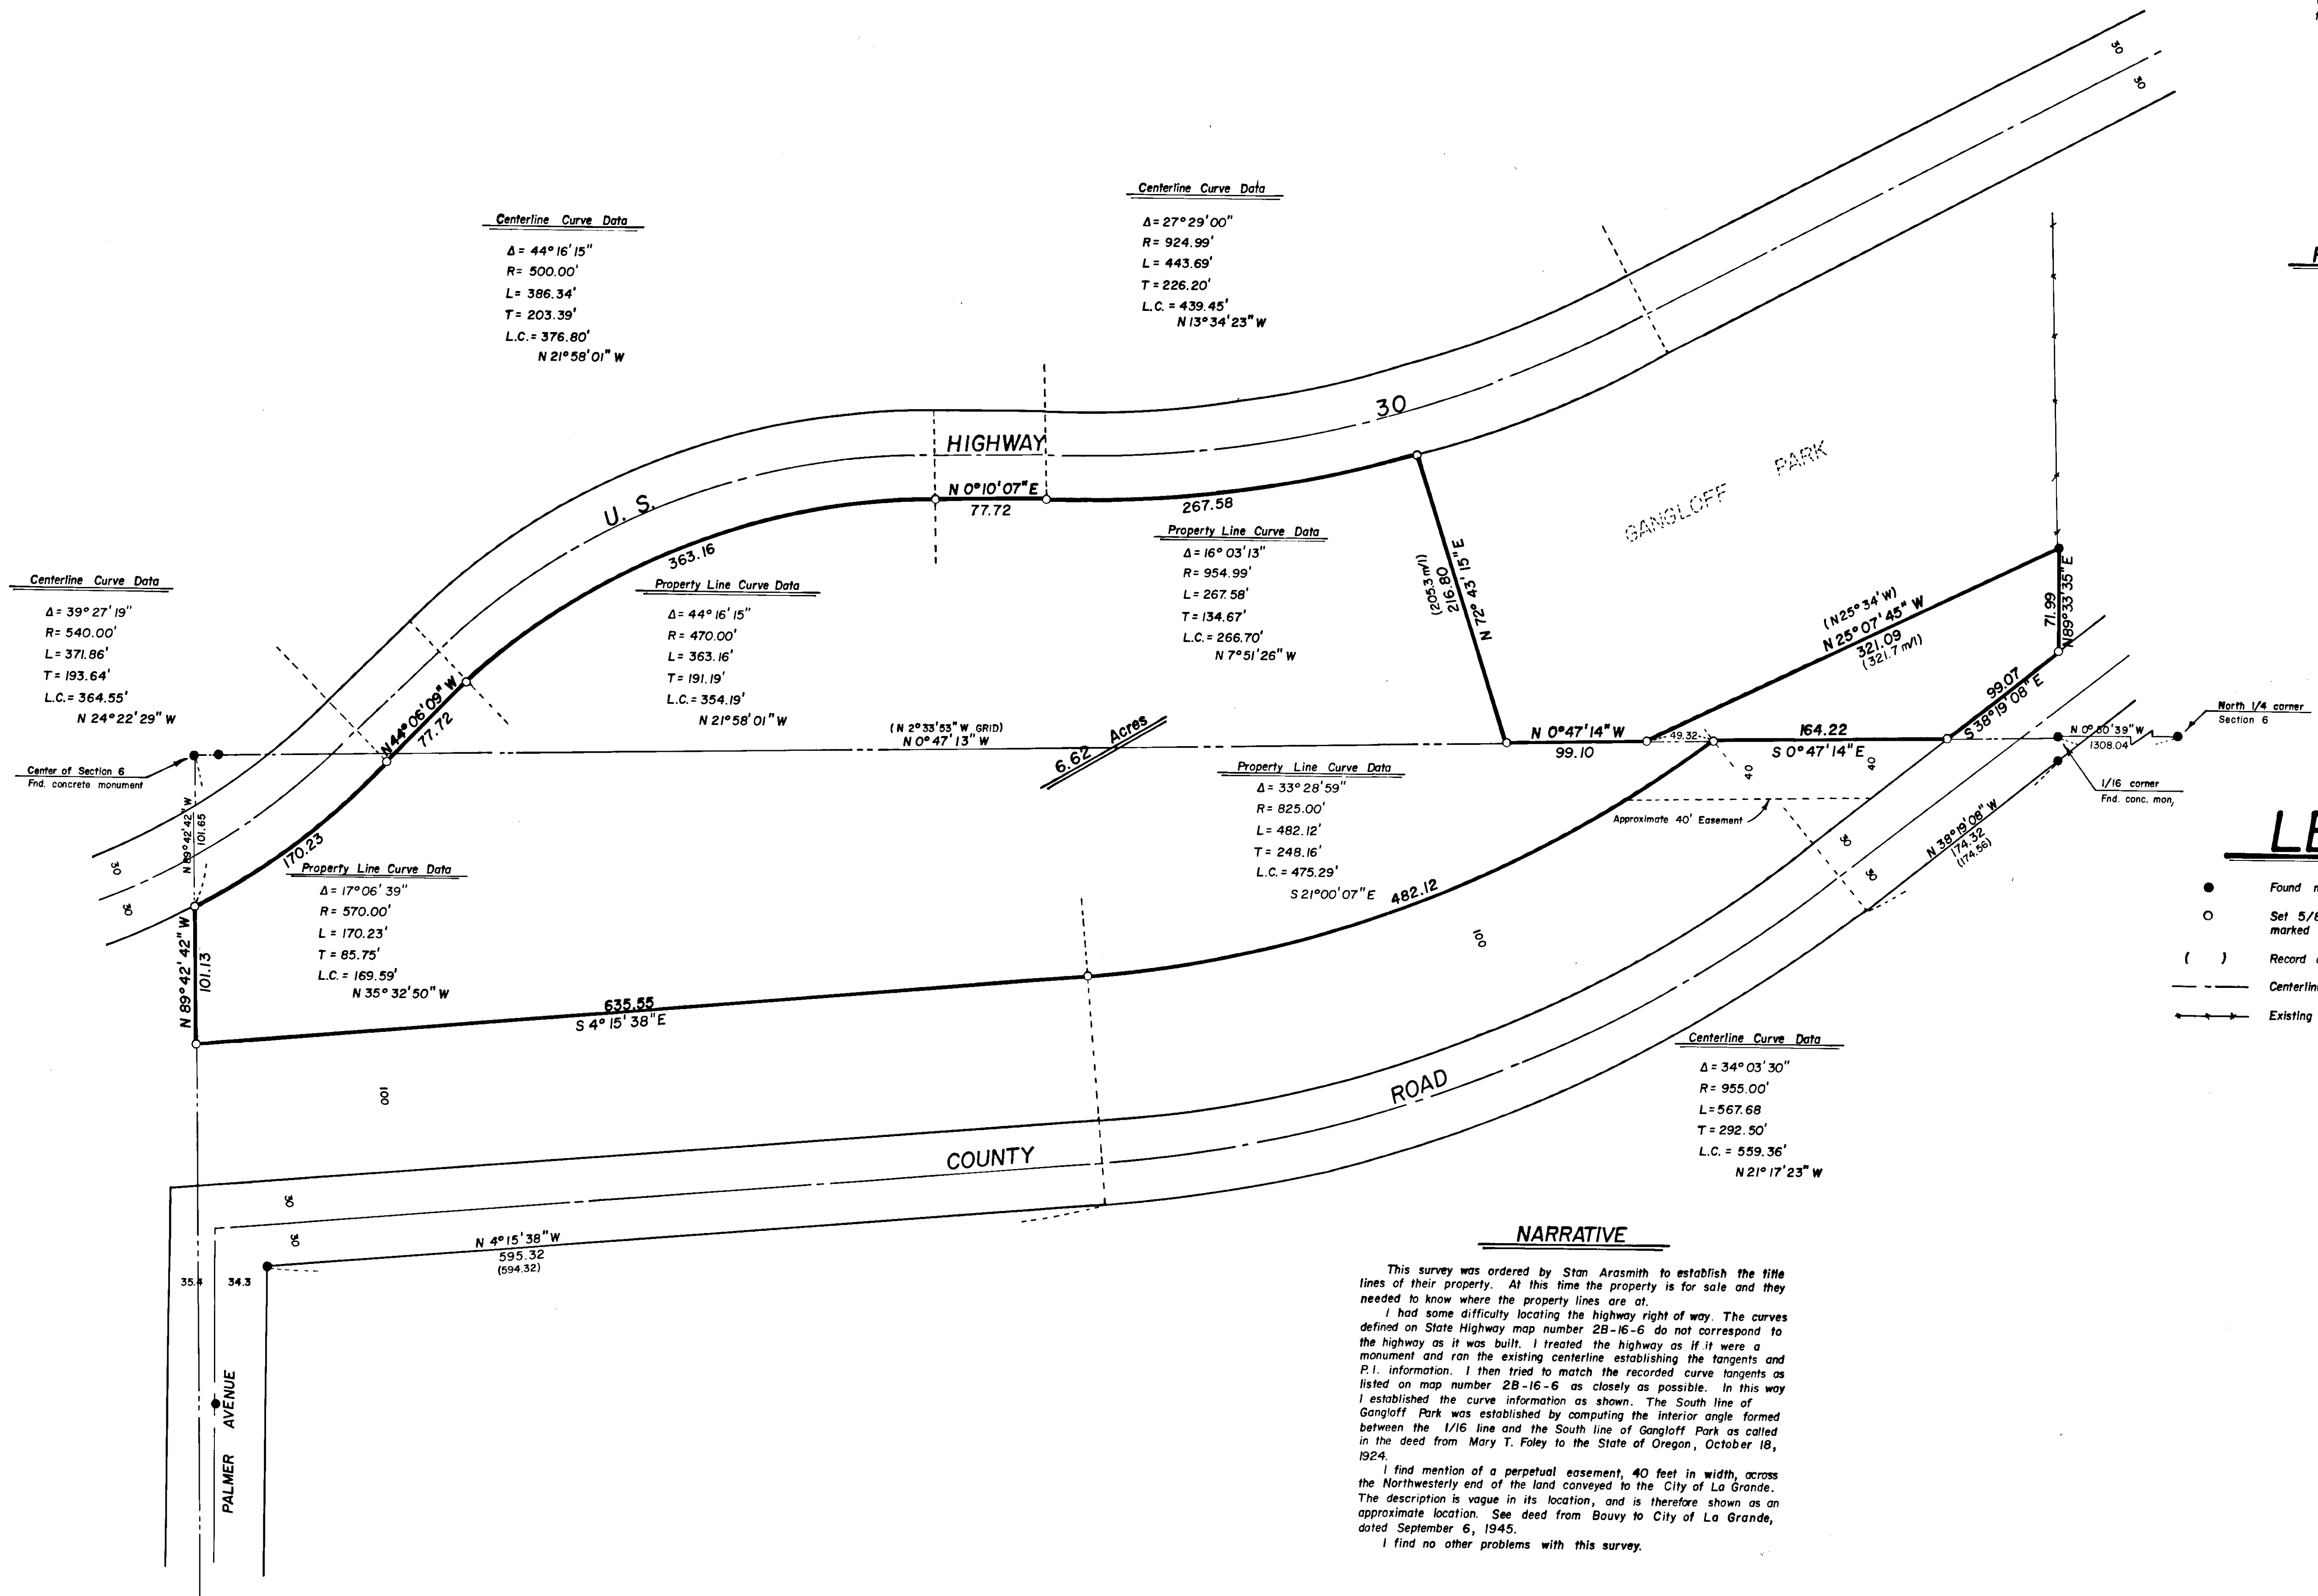 Centerline Curve Data
Δ = 27° 29' 00"
R = 924.99'
L = 443.69'
T = 226.20'
L.C. = 439.45'
N 13° 34' 23" W
Centerline Curve Data
Δ = 44° 16' 15"
R = 500.00'
L = 386.34'
T = 203.39'
L.C. = 376.80'
N 21° 58' 01" W
30
30
U. S.
HIGHWAY
30
N 0° 10' 07" E
77.72
267.58
363.16
GANGLOFF PARK
Property Line Curve Data
Δ = 16° 03' 13"
R = 954.99'
L = 267.58'
T = 134.67'
L.C. = 266.70'
N 7° 51' 26" W
Centerline Curve Data
Δ = 39° 27' 19"
R = 540.00'
L = 371.86'
T = 193.64'
L.C. = 364.55'
N 24° 22' 29" W
Property Line Curve Data
Δ = 44° 16' 15"
R = 470.00'
L = 363.16'
T = 191.19'
L.C. = 354.19'
N 21° 58' 01" W
(205.3 m/l)
216.80
N 72° 43' 15" E
(N 25° 34' W)
N 25° 07' 45" W
321.09
(321.7 m/l)
71.99
N 89° 33' 35" E
99.07
S 38° 19' 08" E
N 44° 06' 09" W
77.72
(N 2° 33' 53" W GRID)
N 0° 47' 13" W
6.62 Acres
N 0° 47' 14" W
99.10
49.32
164.22
S 0° 47' 14" E
40
40
N 0° 50' 39" W
1308.04
North 1/4 corner
Section 6
1/16 corner
Fnd. conc. mon,
Center of Section 6
Fnd. concrete monument
N 89° 42' 42" W
101.65
30
30
170.23
Property Line Curve Data
Δ = 17° 06' 39"
R = 570.00'
L = 170.23'
T = 85.75'
L.C. = 169.59'
N 35° 32' 50" W
Property Line Curve Data
Δ = 33° 28' 59"
R = 825.00'
L = 482.12'
T = 248.16'
L.C. = 475.29'
S 21° 00' 07" E
482.12
Approximate 40' Easement
30
30
N 38° 19' 08" W
174.32
(174.56)
LE
Found
Set 5/8
marked
( ) Record
Centerlin
Existing
N 89° 42' 42" W
101.13
635.55
S 4° 15' 38" E
100
100
COUNTY
ROAD
Centerline Curve Data
Δ = 34° 03' 30"
R = 955.00'
L = 567.68
T = 292.50'
L.C. = 559.36'
N 21° 17' 23" W
30
30
N 4° 15' 38" W
595.32
(594.32)
35.4
34.3
PALMER AVENUE
NARRATIVE
This survey was ordered by Stan Arasmith to establish the title
lines of their property. At this time the property is for sale and they
needed to know where the property lines are at.
I had some difficulty locating the highway right of way. The curves
defined on State Highway map number 2B-16-6 do not correspond to
the highway as it was built. I treated the highway as if it were a
monument and ran the existing centerline establishing the tangents and
P.I. information. I then tried to match the recorded curve tangents as
listed on map number 2B-16-6 as closely as possible. In this way
I established the curve information as shown. The South line of
Gangloff Park was established by computing the interior angle formed
between the 1/16 line and the South line of Gangloff Park as called
in the deed from Mary T. Foley to the State of Oregon, October 18,
1924.
I find mention of a perpetual easement, 40 feet in width, across
the Northwesterly end of the land conveyed to the City of La Grande.
The description is vague in its location, and is therefore shown as an
approximate location. See deed from Bouvy to City of La Grande,
dated September 6, 1945.
I find no other problems with this survey.